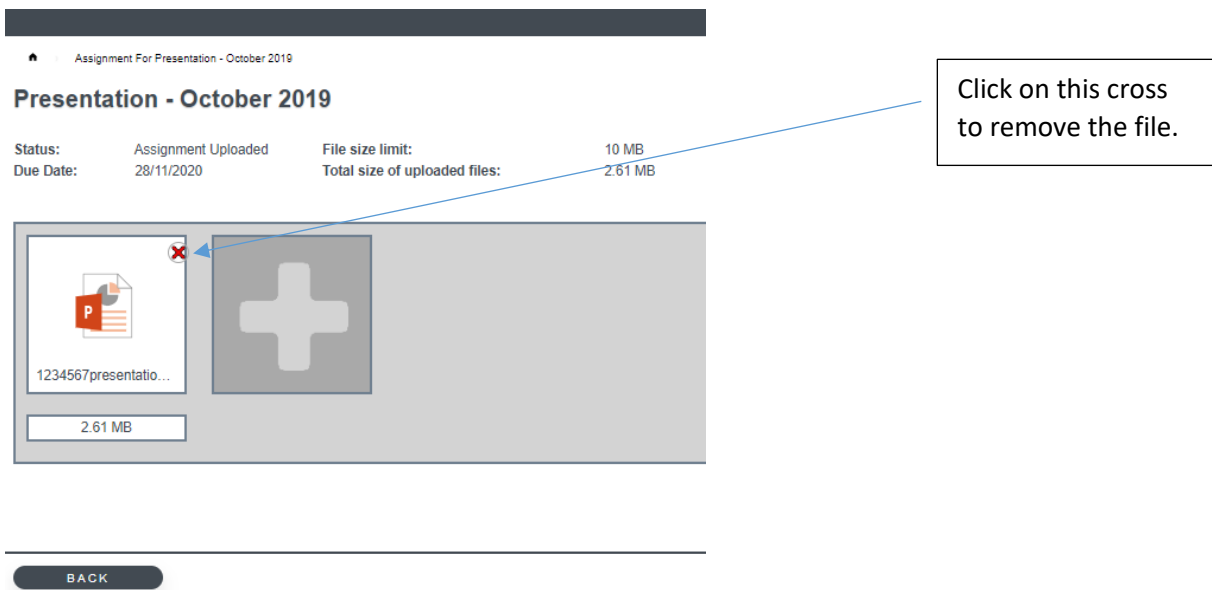 Assignment For Presentation - October 2019
Presentation - October 2019
Status: Assignment Uploaded File size limit: 10 MB
Due Date: 28/11/2020 Total size of uploaded files: 2.61 MB
Click on this cross
to remove the file.
P
1234567presentatio...
2.61 MB
BACK